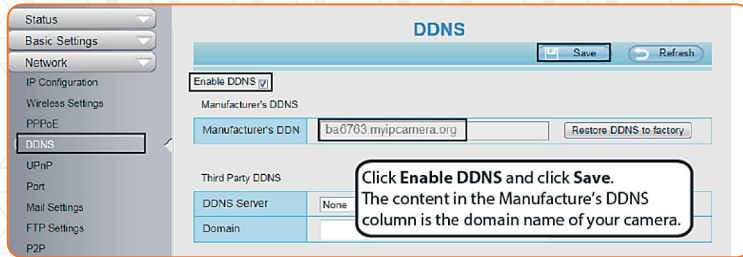 Status
Basic Settings
Network
IP Configuration
Wireless Settings
PPPoE
DDNS
UPnP
Port
Mail Settings
FTP Settings
P2P
DDNS
Save
Refresh
Enable DDNS
Manufacturer's DDNS
Manufacturer's DDN
ba6763.myipcamera.org
Restore DDNS to factory
Third Party DDNS
DDNS Server
None
Domain
Click Enable DDNS and click Save.
The content in the Manufacture's DDNS
column is the domain name of your camera.